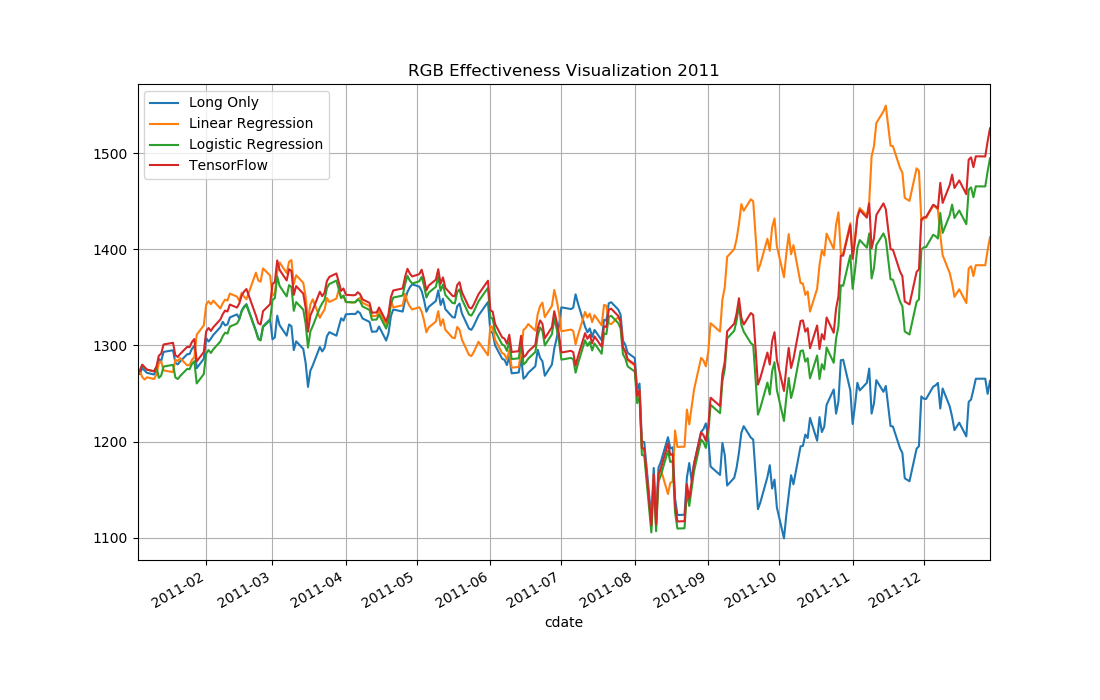 RGB Effectiveness Visualization 2011
Long Only
Linear Regression
Logistic Regression
TensorFlow
1500
1400
1300
1200
1100
2011-02
2011-03
2011-04
2011-05
2011-06
2011-07
2011-08
2011-09
2011-10
2011-11
2011-12
cdate